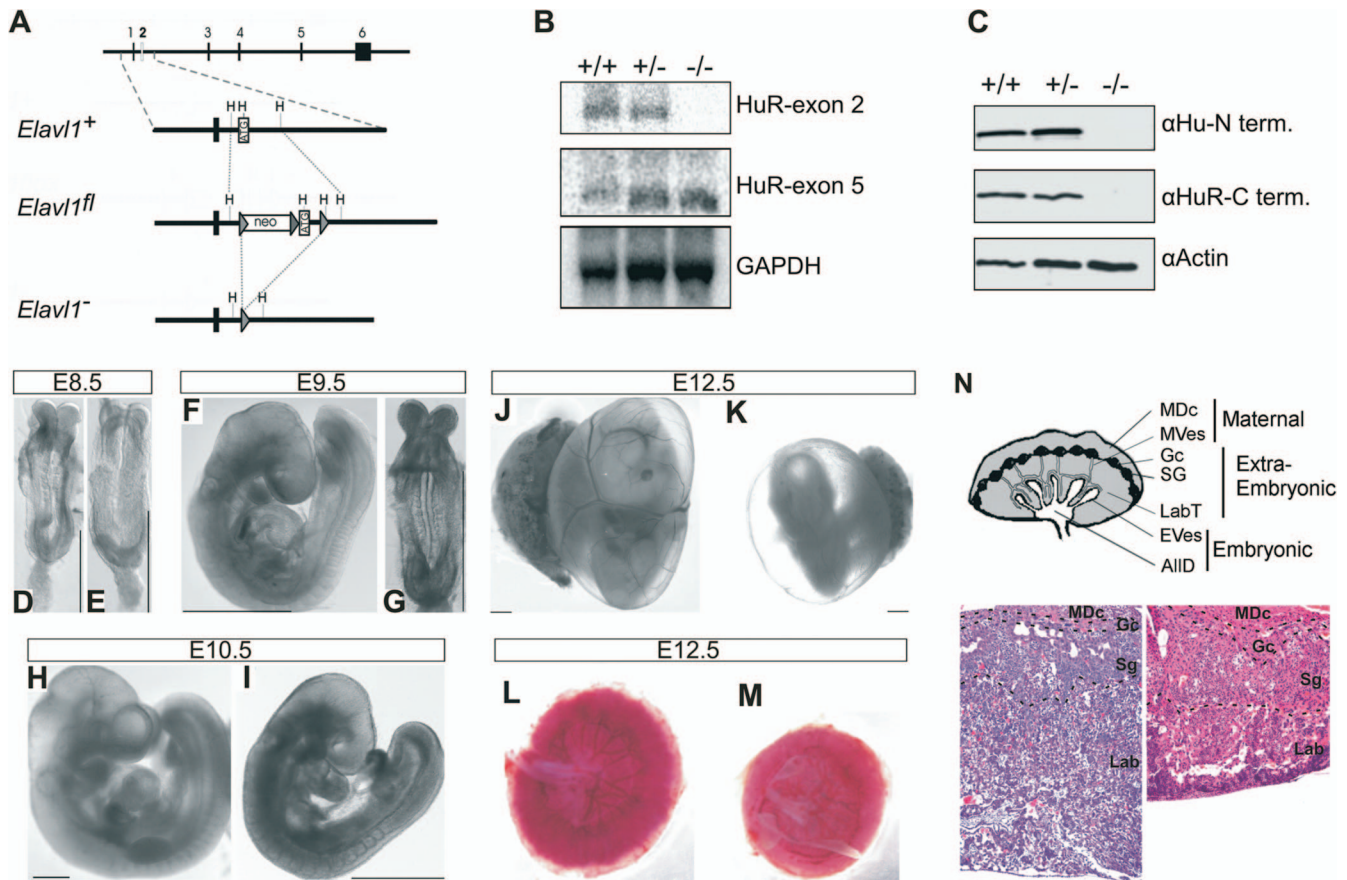 A
1 2 3 4 5 6
H H H
Elavl1+
ATG
H H H H
Elavl1fl
neo ATG
H H
Elavl1-
B
+/+ +/- -/-
HuR-exon 2
HuR-exon 5
GAPDH
C
+/+ +/- -/-
αHu-N term.
αHuR-C term.
αActin
E8.5
D E
E9.5
F G
E12.5
J K
E10.5
H I
E12.5
L M
N
MDc
MVes
Maternal
Gc
SG
LabT
Extra-
Embryonic
EVes
AllD
Embryonic
MDc
Gc
Sg
Lab
MDc
Gc
Sg
Lab